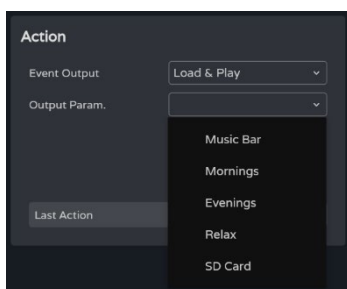 Action
Event Output Load & Play
Output Param.
Music Bar
Mornings
Evenings
Last Action
Relax
SD Card